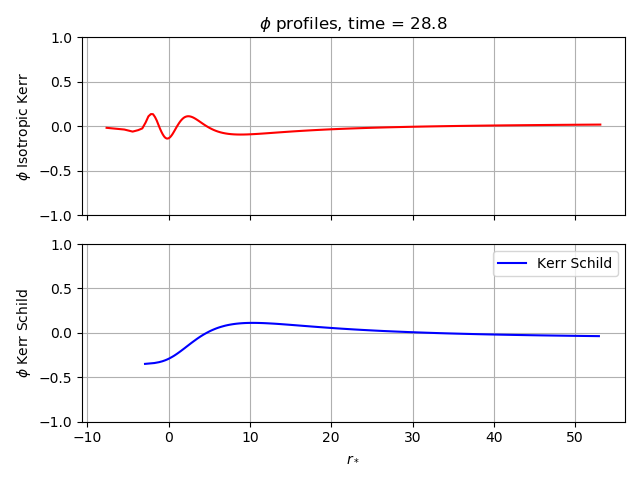 ϕ profiles, time = 28.8
1.0
0.5
0.0
−0.5
−1.0
ϕ Isotropic Kerr
1.0
0.5
0.0
−0.5
−1.0
ϕ Kerr Schild
Kerr Schild
−10 0 10 20 30 40 50
r*